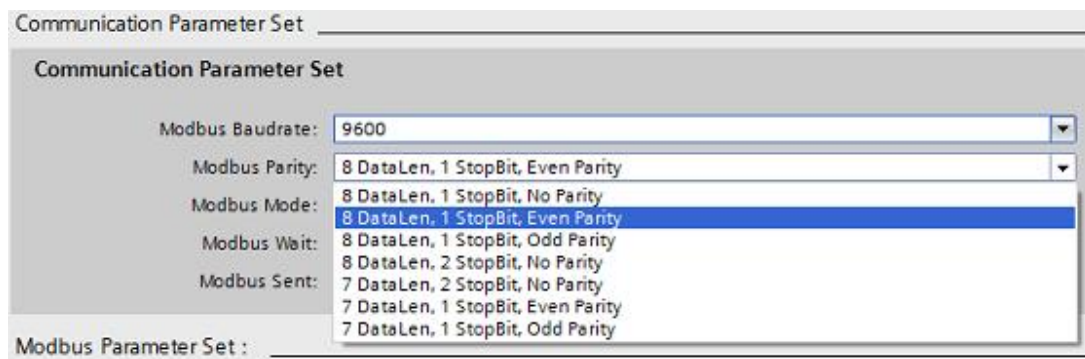 Communication Parameter Set
Communication Parameter Set
Modbus Baudrate: 9600
Modbus Parity: 8 DataLen, 1 StopBit, Even Parity
Modbus Mode: 8 DataLen, 1 StopBit, No Parity
8 DataLen, 1 StopBit, Even Parity
Modbus Wait: 8 DataLen, 1 StopBit, Odd Parity
8 DataLen, 2 StopBit, No Parity
Modbus Sent: 7 DataLen, 2 StopBit, No Parity
7 DataLen, 1 StopBit, Even Parity
7 DataLen, 1 StopBit, Odd Parity
Modbus Parameter Set :